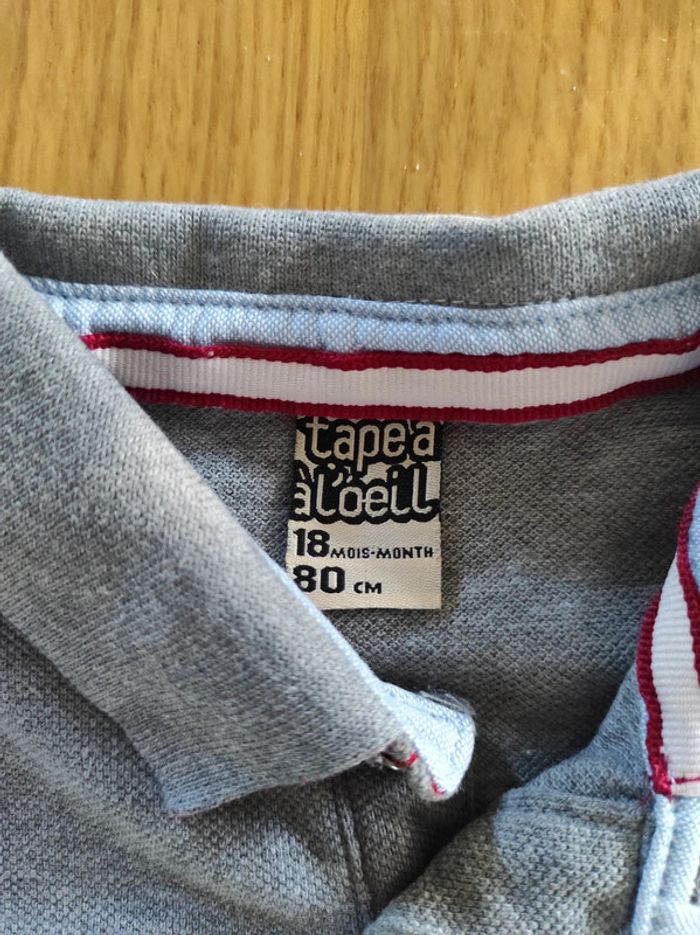 tape à
à l'oeil
18 MOIS-MONTH
80 CM